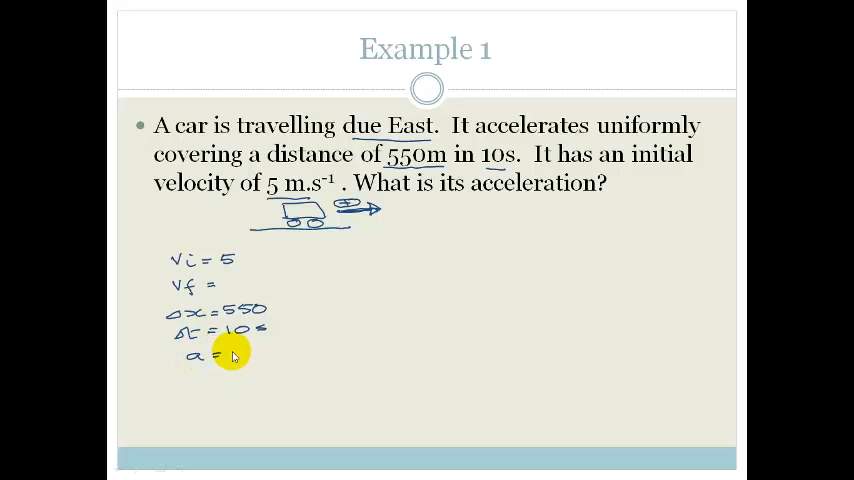 Example 1
A car is travelling due East. It accelerates uniformly
covering a distance of 550m in 10s. It has an initial
velocity of 5 m.s⁻¹ . What is its acceleration?
+
vi = 5
vf =
Δx = 550
Δt = 10s
a =